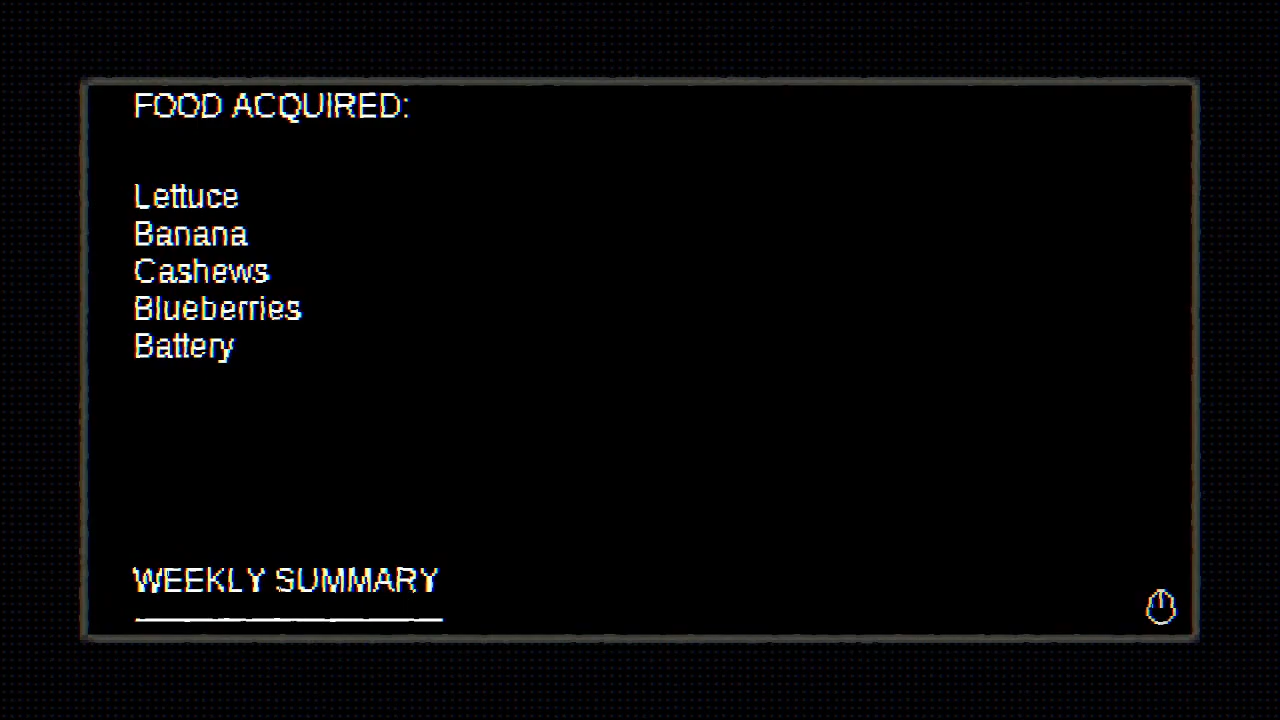 FOOD ACQUIRED:
Lettuce
Banana
Cashews
Blueberries
Battery
WEEKLY SUMMARY